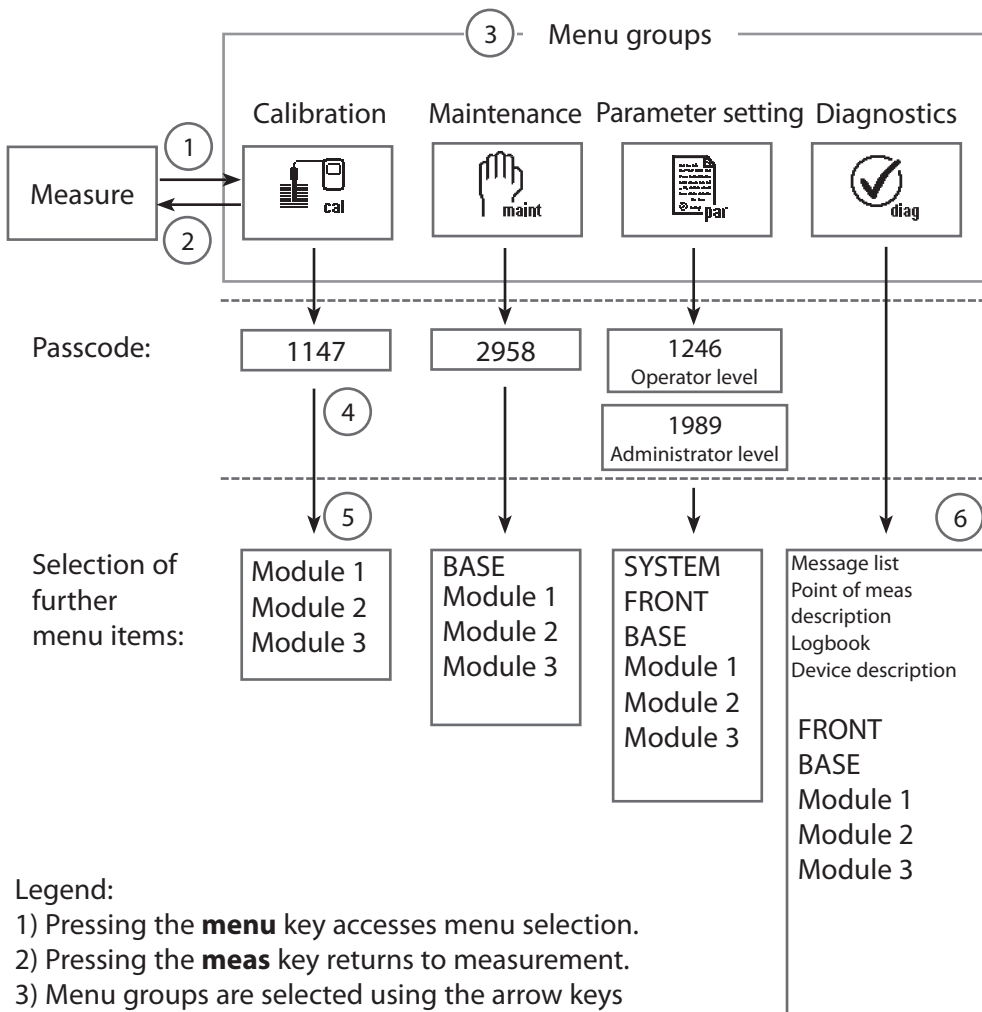 3 Menu groups
Calibration Maintenance Parameter setting Diagnostics
1
Measure
cal maint par diag
2
Passcode: 1147 2958 1246
Operator level
4
1989
Administrator level
5 6
Selection of
further
menu items:
Module 1
Module 2
Module 3
BASE
Module 1
Module 2
Module 3
SYSTEM
FRONT
BASE
Module 1
Module 2
Module 3
Message list
Point of meas
description
Logbook
Device description
FRONT
BASE
Module 1
Module 2
Module 3
Legend:
1) Pressing the menu key accesses menu selection.
2) Pressing the meas key returns to measurement.
3) Menu groups are selected using the arrow keys